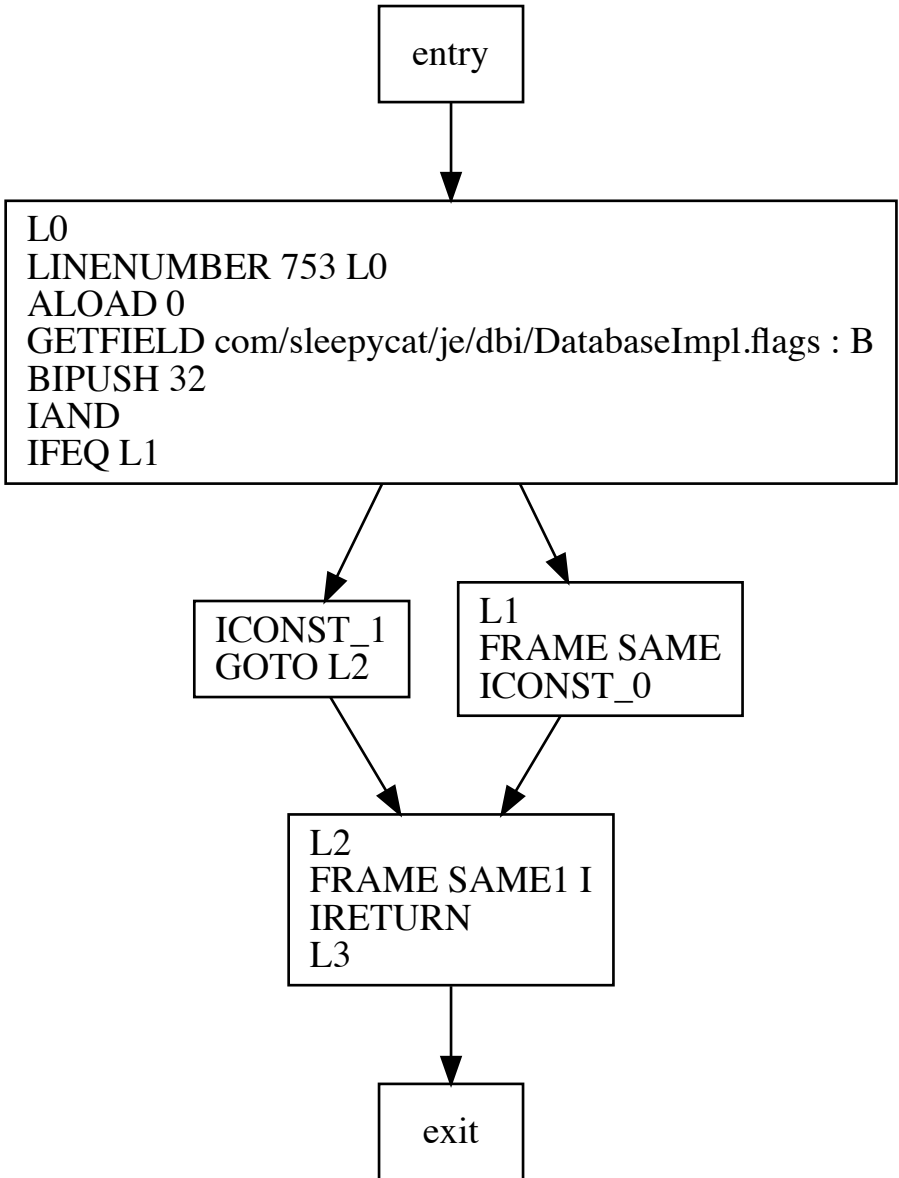 entry
L0
LINENUMBER 753 L0
ALOAD 0
GETFIELD com/sleepycat/je/dbi/DatabaseImpl.flags : B
BIPUSH 32
IAND
IFEQ L1
ICONST_1
GOTO L2
L1
FRAME SAME
ICONST_0
L2
FRAME SAME1 I
IRETURN
L3
exit